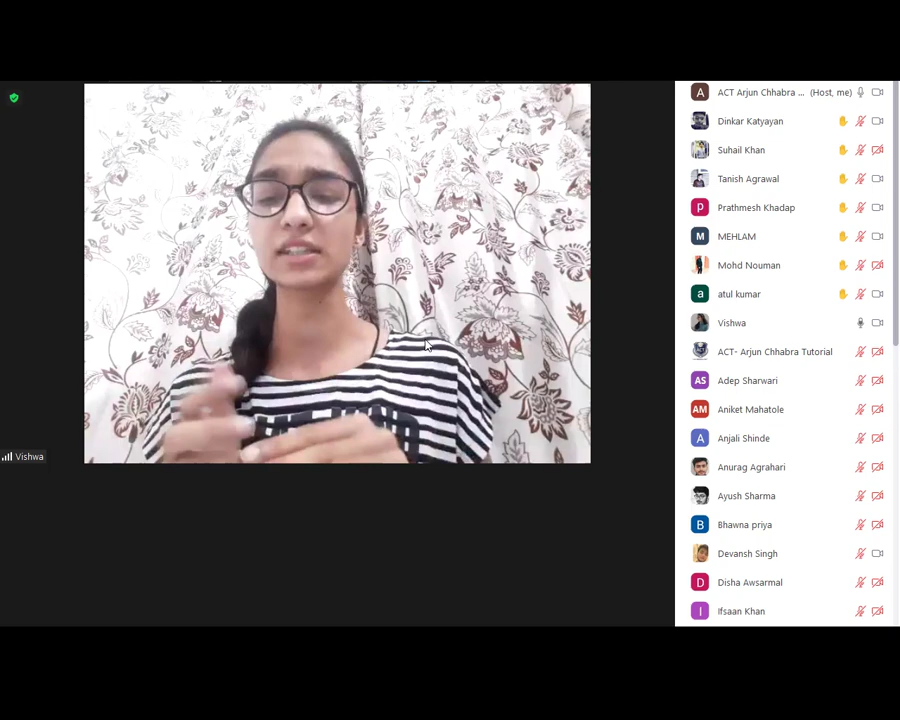 A ACT Arjun Chhabra ... (Host, me)
Dinkar Katyayan
Suhail Khan
Tanish Agrawal
p Prathmesh Khadap
M MEHLAM
Mohd Nouman
a atul kumar
Vishwa
ACT- Arjun Chhabra Tutorial
AS Adep Sharwari
AM Aniket Mahatole
A Anjali Shinde
Anurag Agrahari
Ayush Sharma
B Bhawna priya
Devansh Singh
D Disha Awsarmal
I Ifsaan Khan
Vishwa